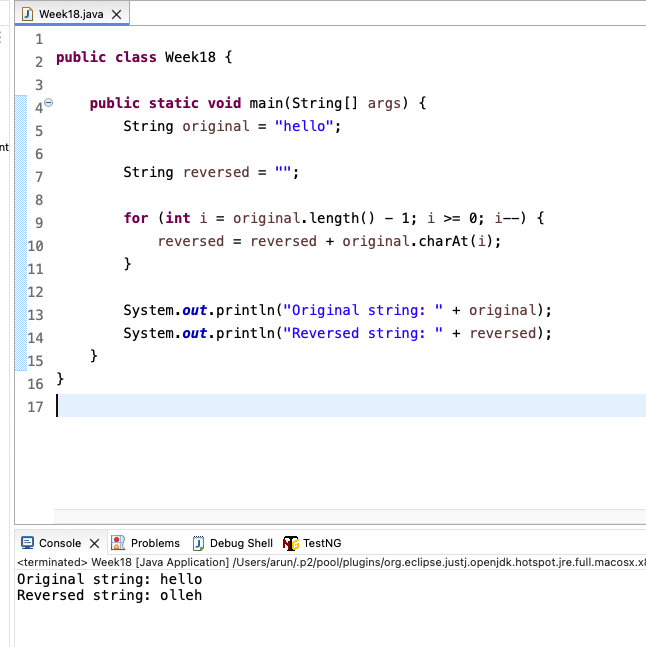 Week18.java
1
2 public class Week18 {
3
4 public static void main(String[] args) {
5 String original = "hello";
6
7 String reversed = "";
8
9 for (int i = original.length() - 1; i >= 0; i--) {
10 reversed = reversed + original.charAt(i);
11 }
12
13 System.out.println("Original string: " + original);
14 System.out.println("Reversed string: " + reversed);
15 }
16 }
17
nt
Console Problems Debug Shell TestNG
<terminated> Week18 [Java Application] /Users/arun/.p2/pool/plugins/org.eclipse.justj.openjdk.hotspot.jre.full.macosx.x8
Original string: hello
Reversed string: olleh